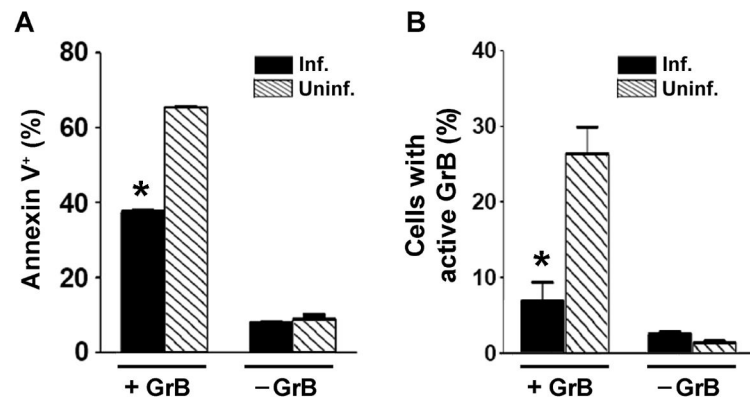 A
Annexin V⁺ (%)
80
60
40
20
0
Inf.
Uninf.
*
+ GrB
– GrB
B
Cells with
active GrB (%)
40
30
20
10
0
Inf.
Uninf.
*
+ GrB
– GrB